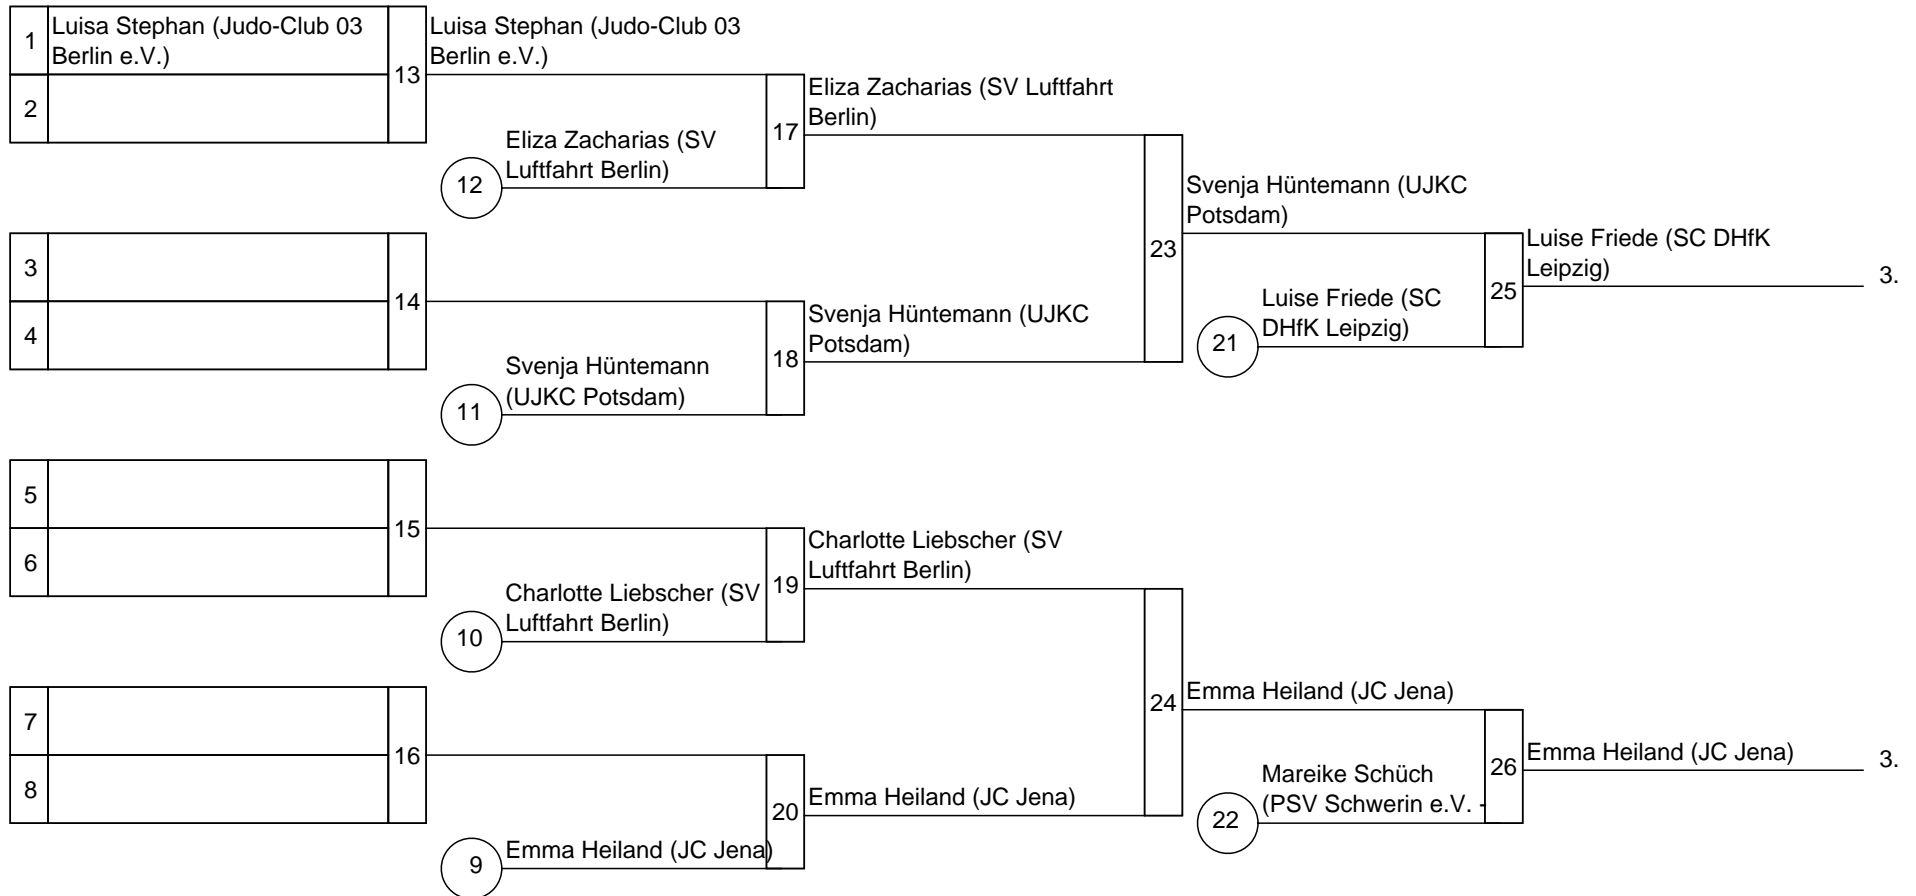 1
Luisa Stephan (Judo-Club 03
Berlin e.V.)
2
13
Luisa Stephan (Judo-Club 03
Berlin e.V.)
12
Eliza Zacharias (SV
Luftfahrt Berlin)
17
Eliza Zacharias (SV Luftfahrt
Berlin)
3
4
14
11
Svenja Hüntemann
(UJKC Potsdam)
18
Svenja Hüntemann (UJKC
Potsdam)
23
Svenja Hüntemann (UJKC
Potsdam)
21
Luise Friede (SC
DHfK Leipzig)
25
Luise Friede (SC DHfK
Leipzig)
3.
5
6
15
10
Charlotte Liebscher (SV
Luftfahrt Berlin)
19
Charlotte Liebscher (SV
Luftfahrt Berlin)
7
8
16
9
Emma Heiland (JC Jena)
20
Emma Heiland (JC Jena)
24
Emma Heiland (JC Jena)
22
Mareike Schüch
(PSV Schwerin e.V. -
26
Emma Heiland (JC Jena)
3.